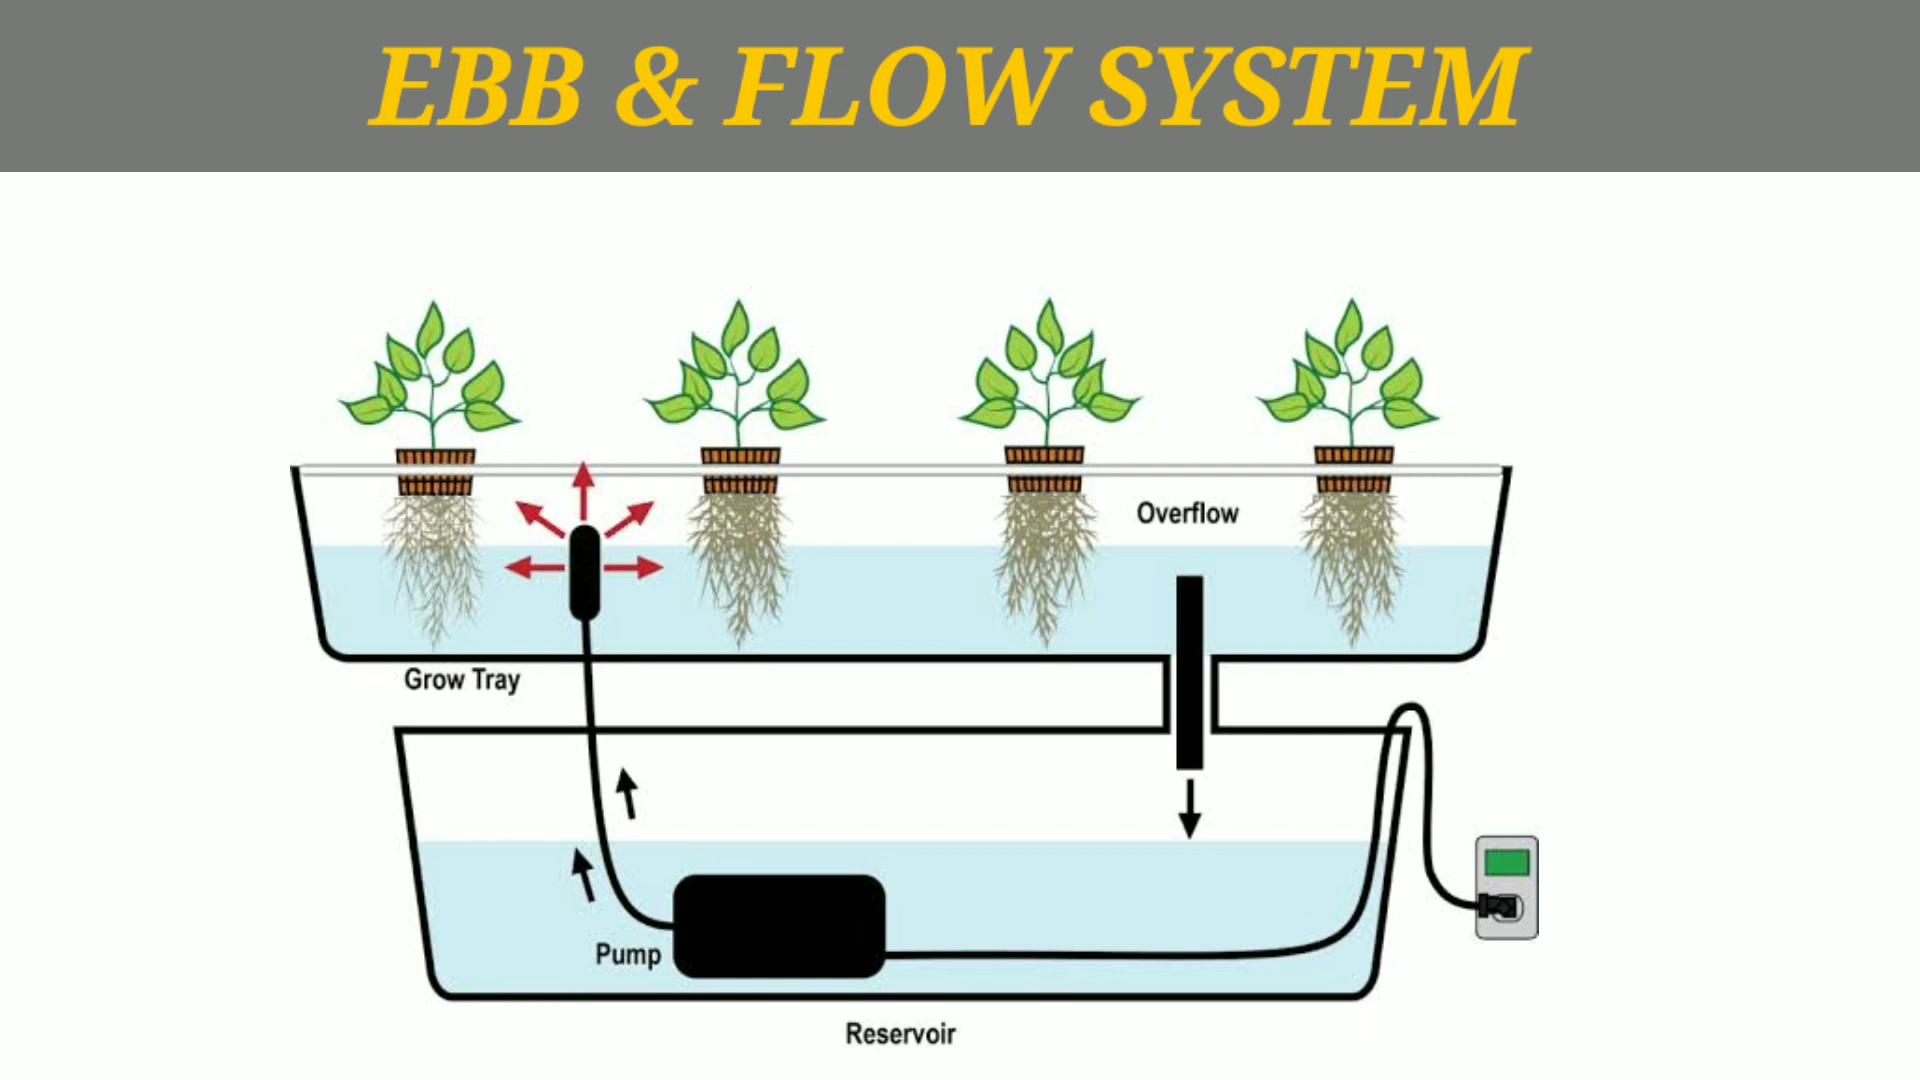 EBB & FLOW SYSTEM
Overflow
Grow Tray
Pump
Reservoir